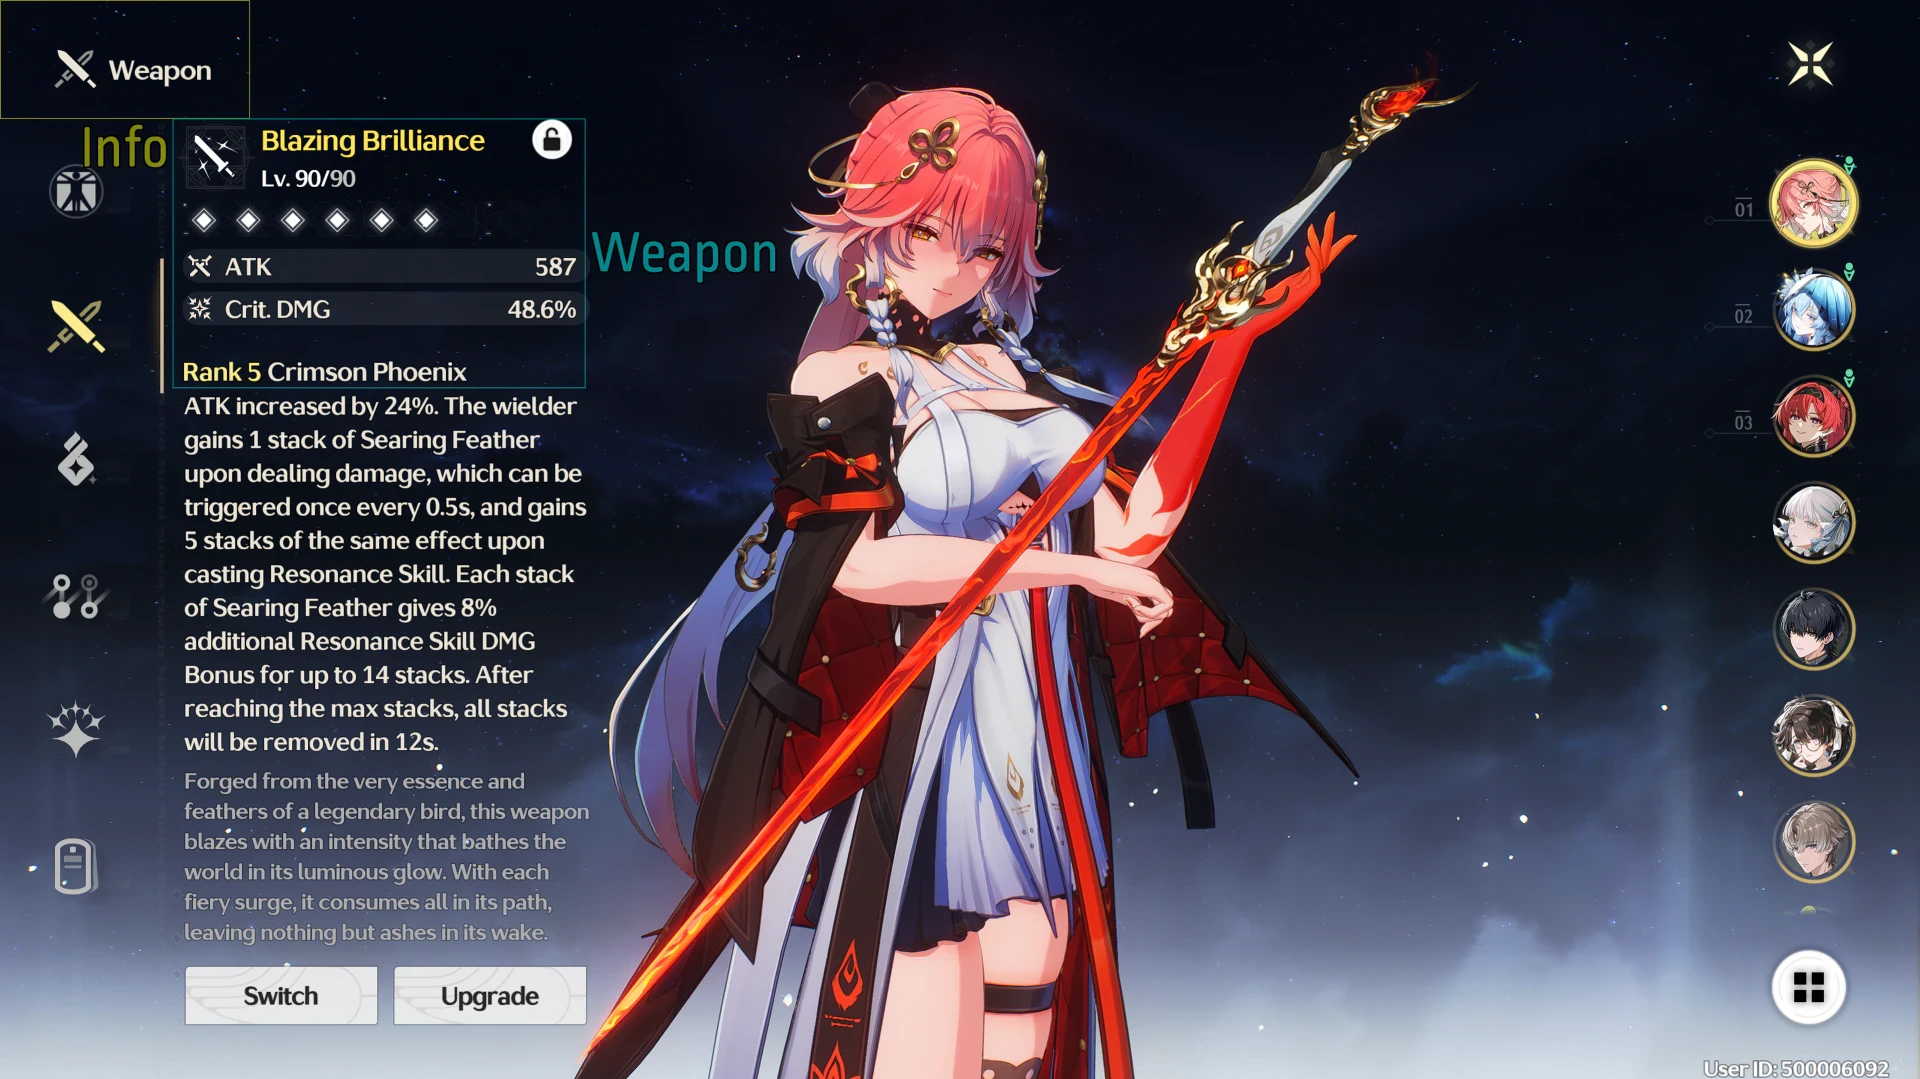 Weapon
Info
Blazing Brilliance
Lv. 90/90
Weapon
ATK 587
Crit. DMG 48.6%
Rank 5 Crimson Phoenix
ATK increased by 24%. The wielder
gains 1 stack of Searing Feather
upon dealing damage, which can be
triggered once every 0.5s, and gains
5 stacks of the same effect upon
casting Resonance Skill. Each stack
of Searing Feather gives 8%
additional Resonance Skill DMG
Bonus for up to 14 stacks. After
reaching the max stacks, all stacks
will be removed in 12s.
Forged from the very essence and
feathers of a legendary bird, this weapon
blazes with an intensity that bathes the
world in its luminous glow. With each
fiery surge, it consumes all in its path,
leaving nothing but ashes in its wake.
Switch
Upgrade
01
02
03
User ID: 500006092